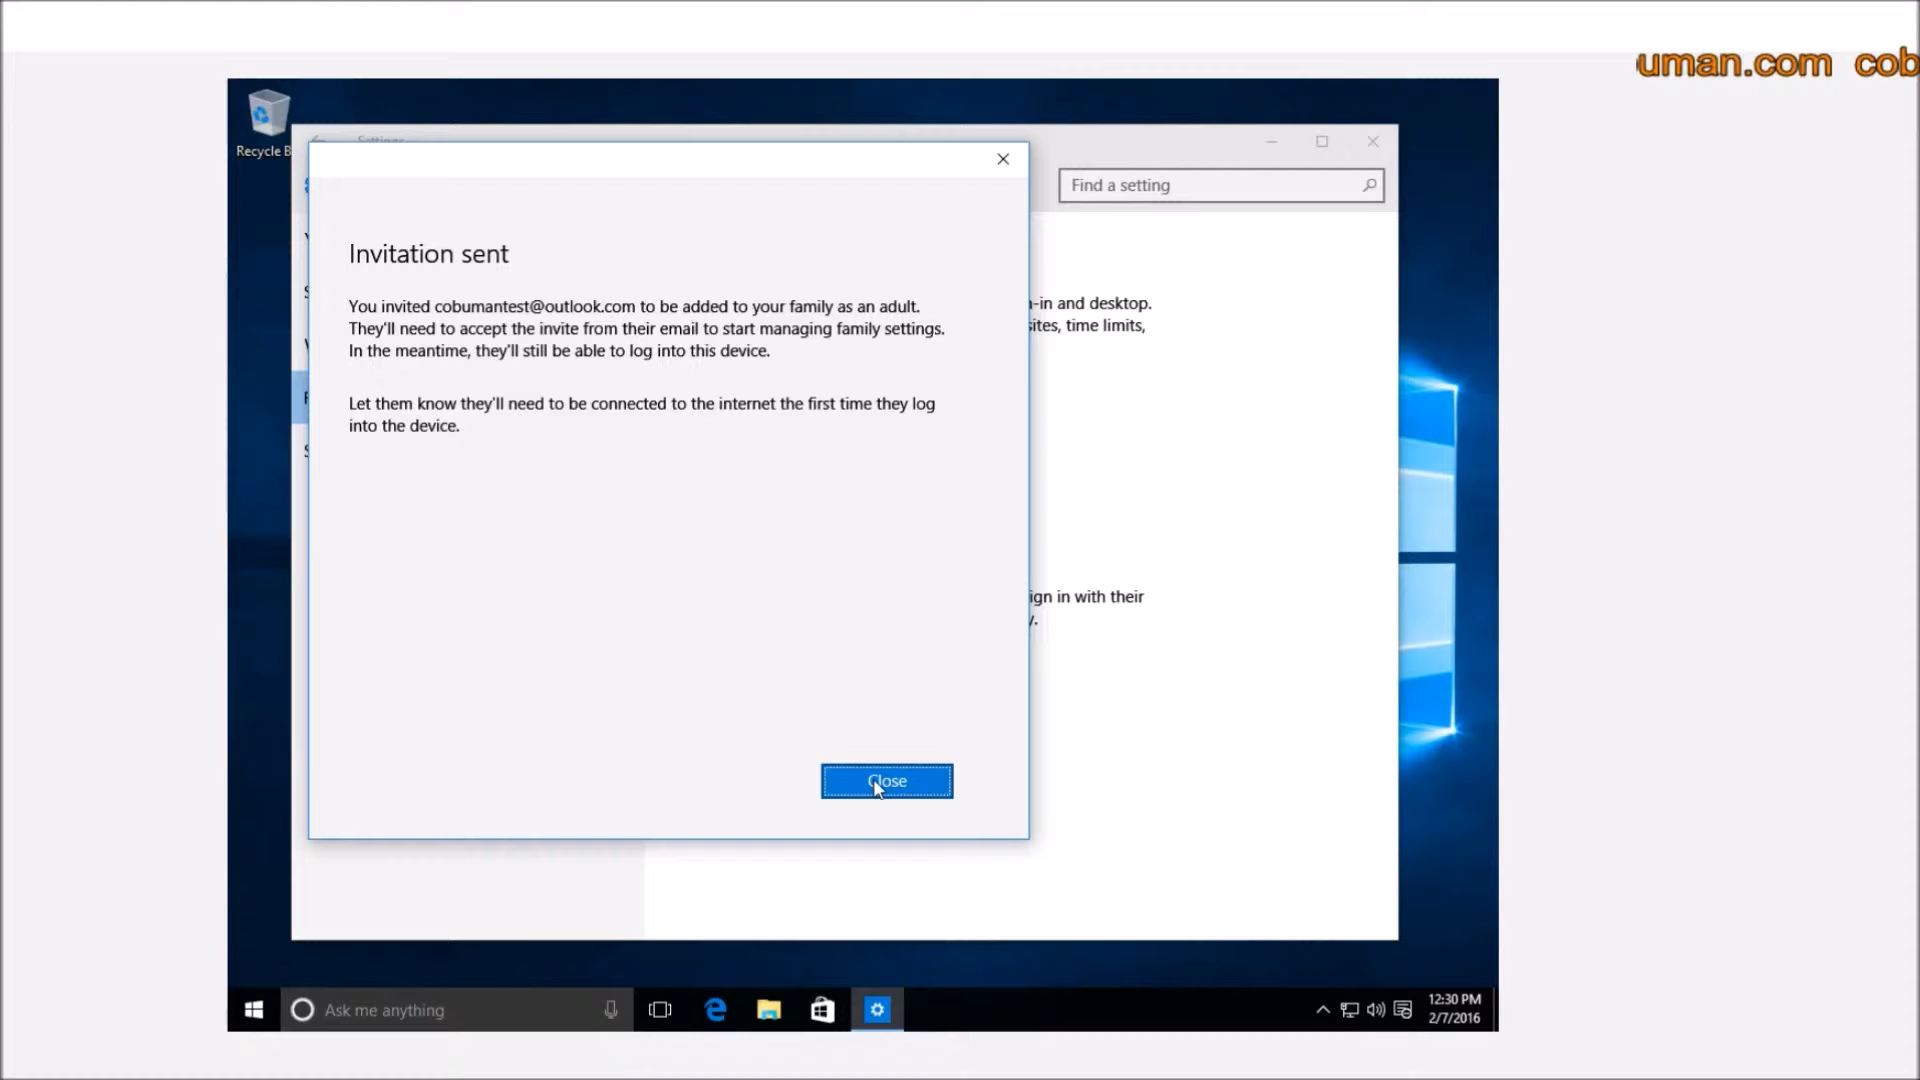 uman.com cob
Recycle B
Settings
Find a setting
Invitation sent
You invited cobumantest@outlook.com to be added to your family as an adult.
They'll need to accept the invite from their email to start managing family settings.
In the meantime, they'll still be able to log into this device.
Let them know they'll need to be connected to the internet the first time they log
into the device.
-in and desktop.
sites, time limits,
ign in with their
y.
Close
Ask me anything
12:30 PM
2/7/2016